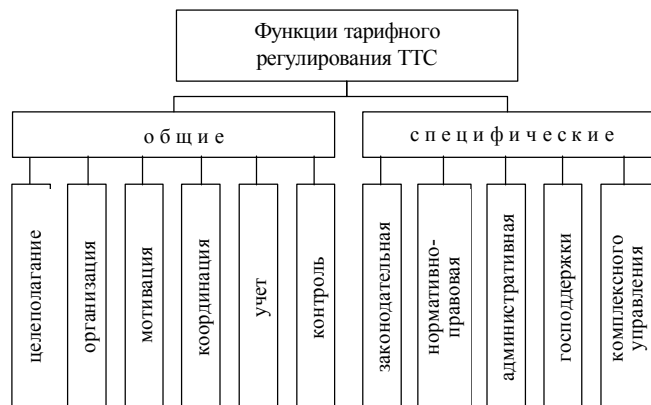 Функции тарифного
регулирования ТТС
о б щ и е
с п е ц и ф и ч е с к и е
целеполагание
организация
мотивация
координация
учет
контроль
законодательная
нормативно-
правовая
административная
господдержки
комплексного
управления